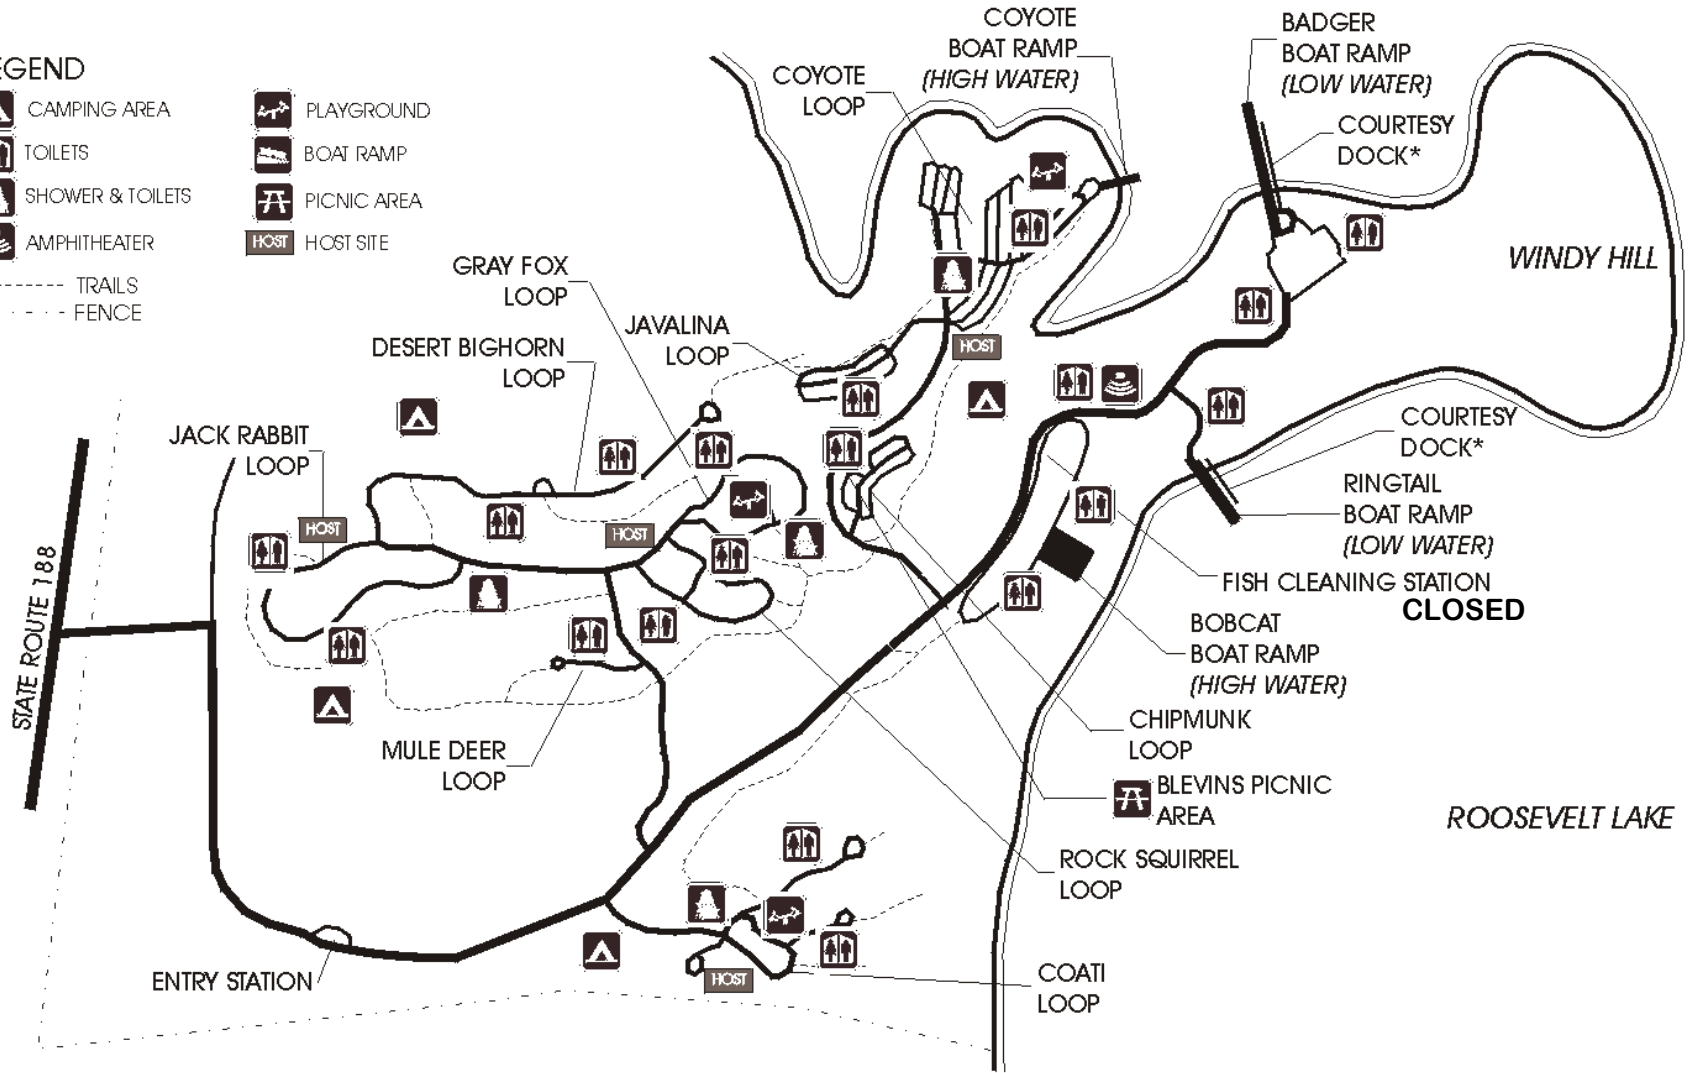 EGEND
CAMPING AREA
TOILETS
SHOWER & TOILETS
AMPHITHEATER
TRAILS
FENCE
PLAYGROUND
BOAT RAMP
PICNIC AREA
HOST
HOST SITE
COYOTE
BOAT RAMP
(HIGH WATER)
COYOTE
LOOP
BADGER
BOAT RAMP
(LOW WATER)
COURTESY
DOCK*
WINDY HILL
GRAY FOX
LOOP
JAVALINA
LOOP
DESERT BIGHORN
LOOP
HOST
JACK RABBIT
LOOP
HOST
HOST
COURTESY
DOCK*
RINGTAIL
BOAT RAMP
(LOW WATER)
FISH CLEANING STATION
CLOSED
BOBCAT
BOAT RAMP
(HIGH WATER)
STATE ROUTE 188
MULE DEER
LOOP
CHIPMUNK
LOOP
BLEVINS PICNIC
AREA
ROOSEVELT LAKE
ROCK SQUIRREL
LOOP
ENTRY STATION
HOST
COATI
LOOP